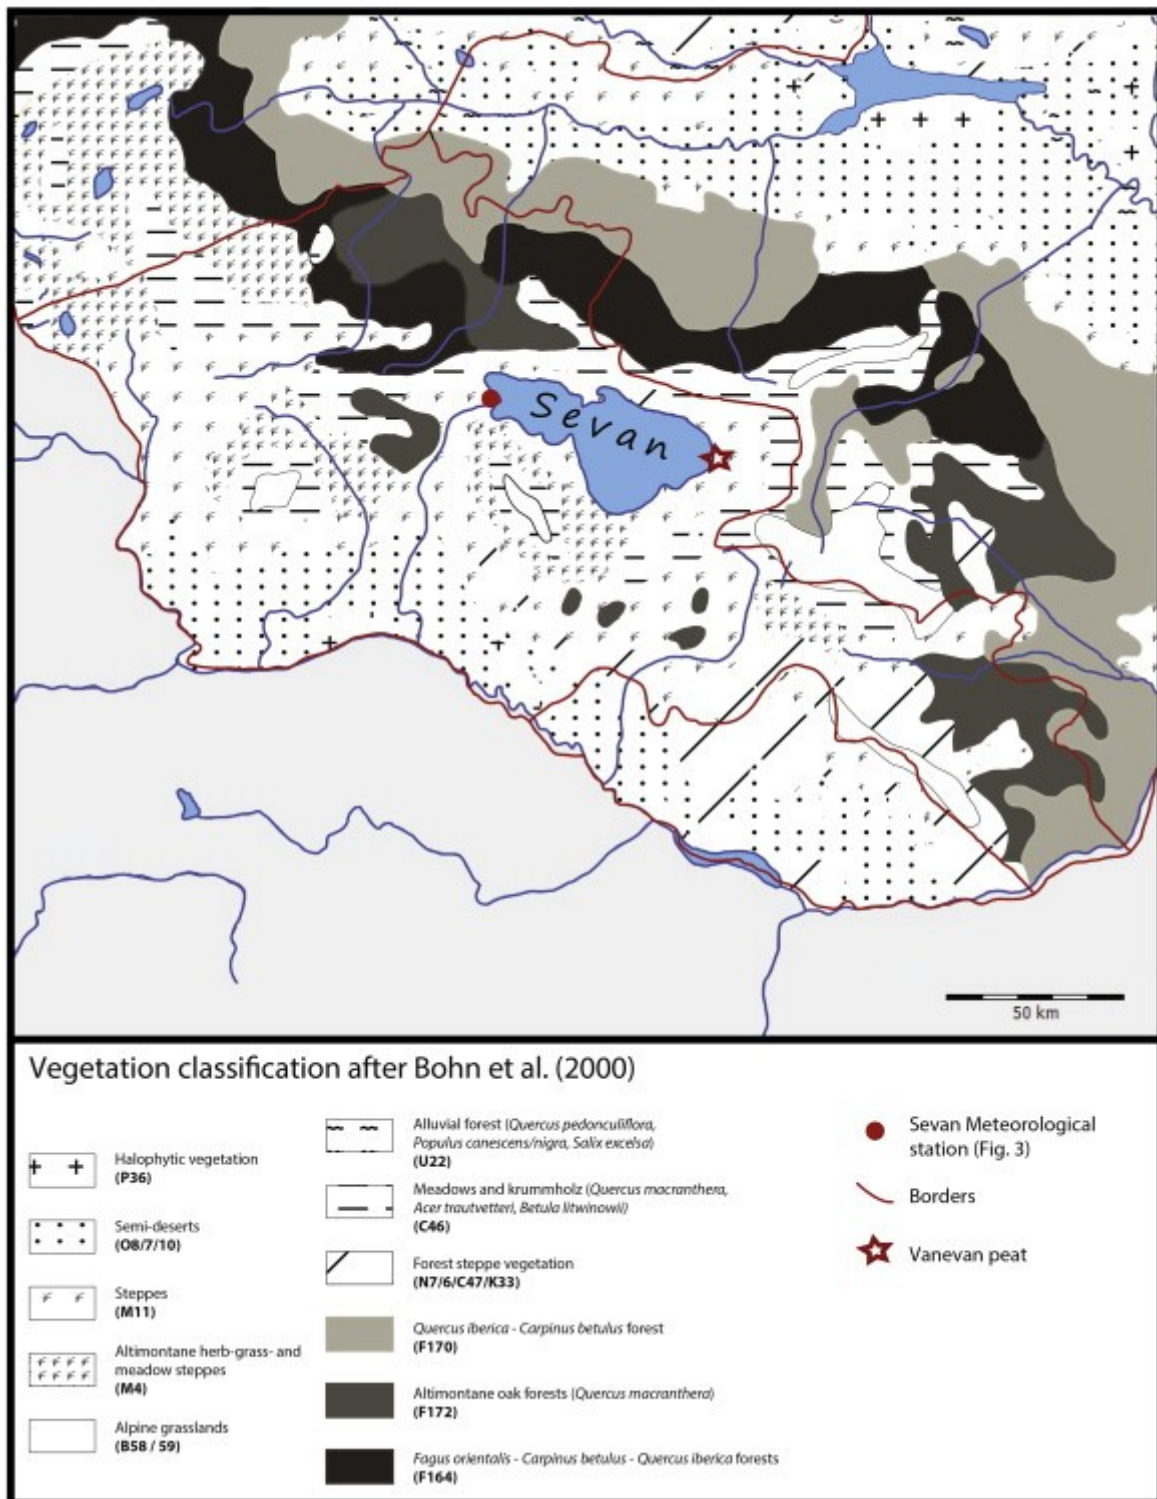 Sevan
50 km
Vegetation classification after Bohn et al. (2000)
Halophytic vegetation
(P36)
Semi-deserts
(O8/7/10)
Steppes
(M11)
Altimontane herb-grass- and
meadow steppes
(M4)
Alpine grasslands
(B58 / 59)
Alluvial forest (Quercus pedonculiflora,
Populus canescens/nigra, Salix excelsa)
(U22)
Meadows and krummholz (Quercus macranthera,
Acer trautvetteri, Betula litwinowii)
(C46)
Forest steppe vegetation
(N7/6/C47/K33)
Quercus iberica - Carpinus betulus forest
(F170)
Altimontane oak forests (Quercus macranthera)
(F172)
Fagus orientalis - Carpinus betulus - Quercus iberica forests
(F164)
Sevan Meteorological
station (Fig. 3)
Borders
Vanevan peat